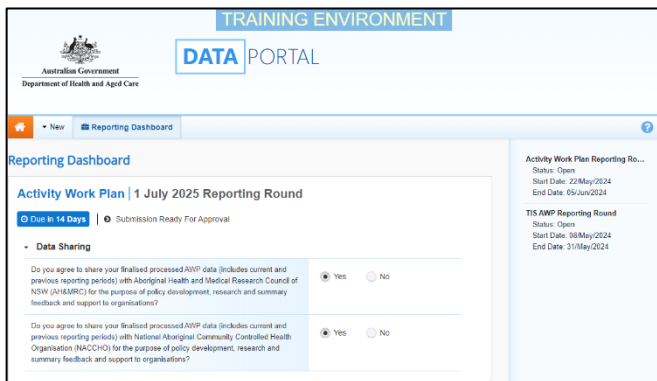 TRAINING ENVIRONMENT
Australian Government
Department of Health and Aged Care
DATA PORTAL
New
Reporting Dashboard
?
Reporting Dashboard
Activity Work Plan | 1 July 2025 Reporting Round
Due in 14 Days | Submission Ready For Approval
Data Sharing
Do you agree to share your finalised processed AWP data (includes current and
previous reporting periods) with Aboriginal Health and Medical Research Council of
NSW (AH&MRC) for the purpose of policy development, research and summary
feedback and support to organisations?
Yes No
Do you agree to share your finalised processed AWP data (includes current and
previous reporting periods) with National Aboriginal Community Controlled Health
Organisation (NACCHO) for the purpose of policy development, research and
summary feedback and support to organisations?
Yes No
Activity Work Plan Reporting Ro...
Status: Open
Start Date: 22/May/2024
End Date: 05/Jun/2024
TIS AWP Reporting Round
Status: Open
Start Date: 08/May/2024
End Date: 31/May/2024